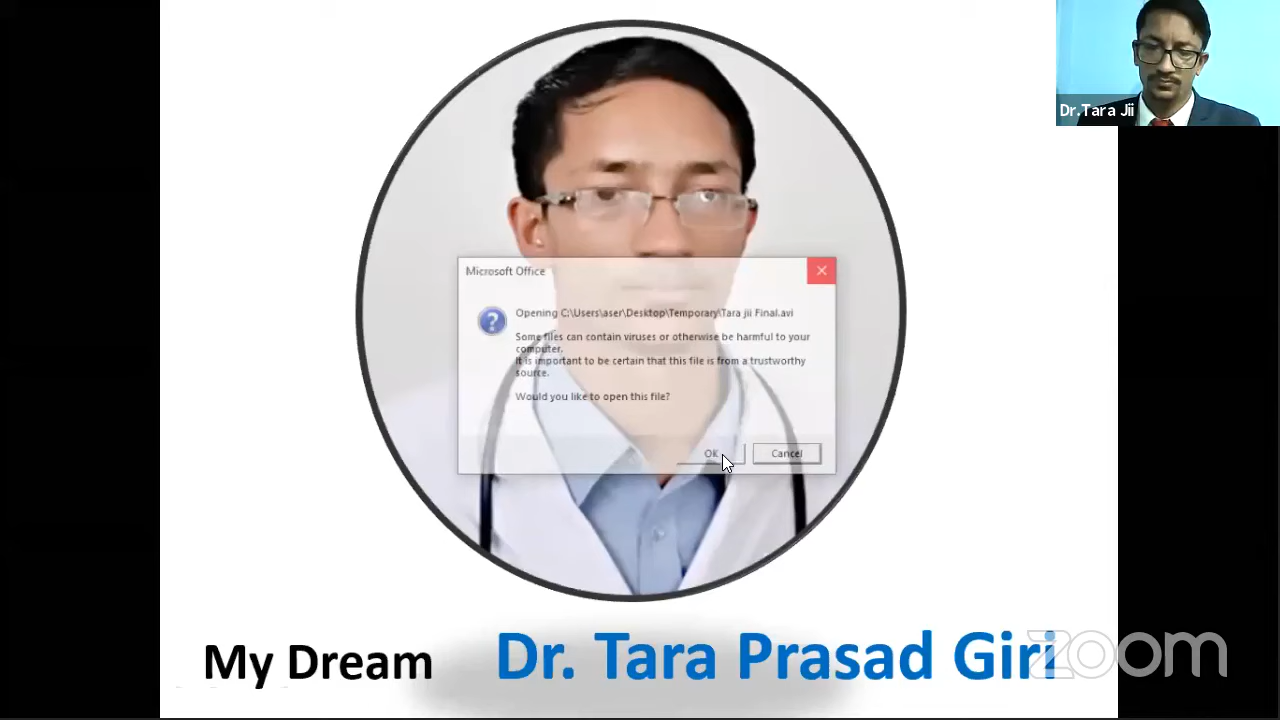 Dr.Tara Jii
Microsoft Office
Opening C:\Users\aser\Desktop\Temporary\Tara jii Final.avi
Some files can contain viruses or otherwise be harmful to your
computer.
It is important to be certain that this file is from a trustworthy
source.
Would you like to open this file?
OK
Cancel
My Dream
Dr. Tara Prasad Giri
zoom